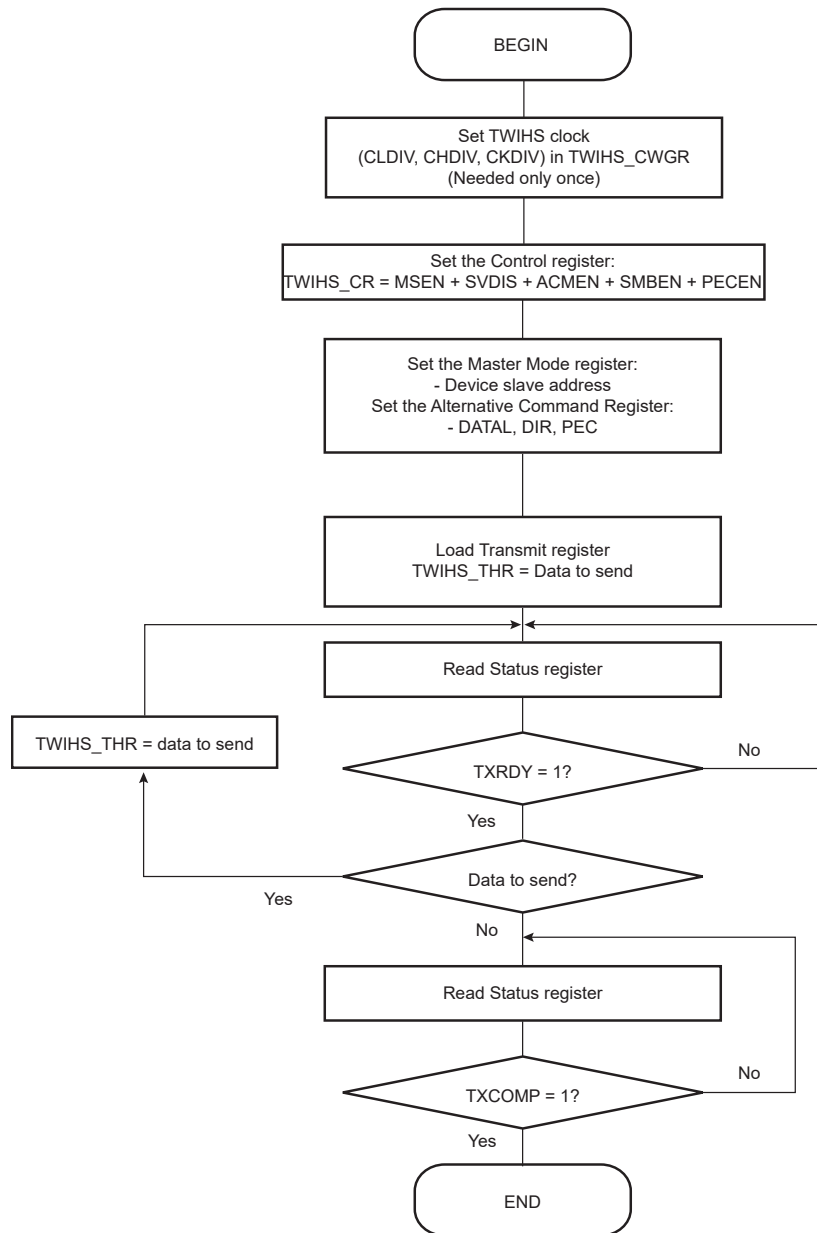 BEGIN
Set TWIHS clock
(CLDIV, CHDIV, CKDIV) in TWIHS_CWGR
(Needed only once)
Set the Control register:
TWIHS_CR = MSEN + SVDIS + ACMEN + SMBEN + PECEN
Set the Master Mode register:
- Device slave address
Set the Alternative Command Register:
- DATAL, DIR, PEC
Load Transmit register
TWIHS_THR = Data to send
Read Status register
TWIHS_THR = data to send
TXRDY = 1?
No
Yes
Data to send?
Yes
No
Read Status register
TXCOMP = 1?
No
Yes
END